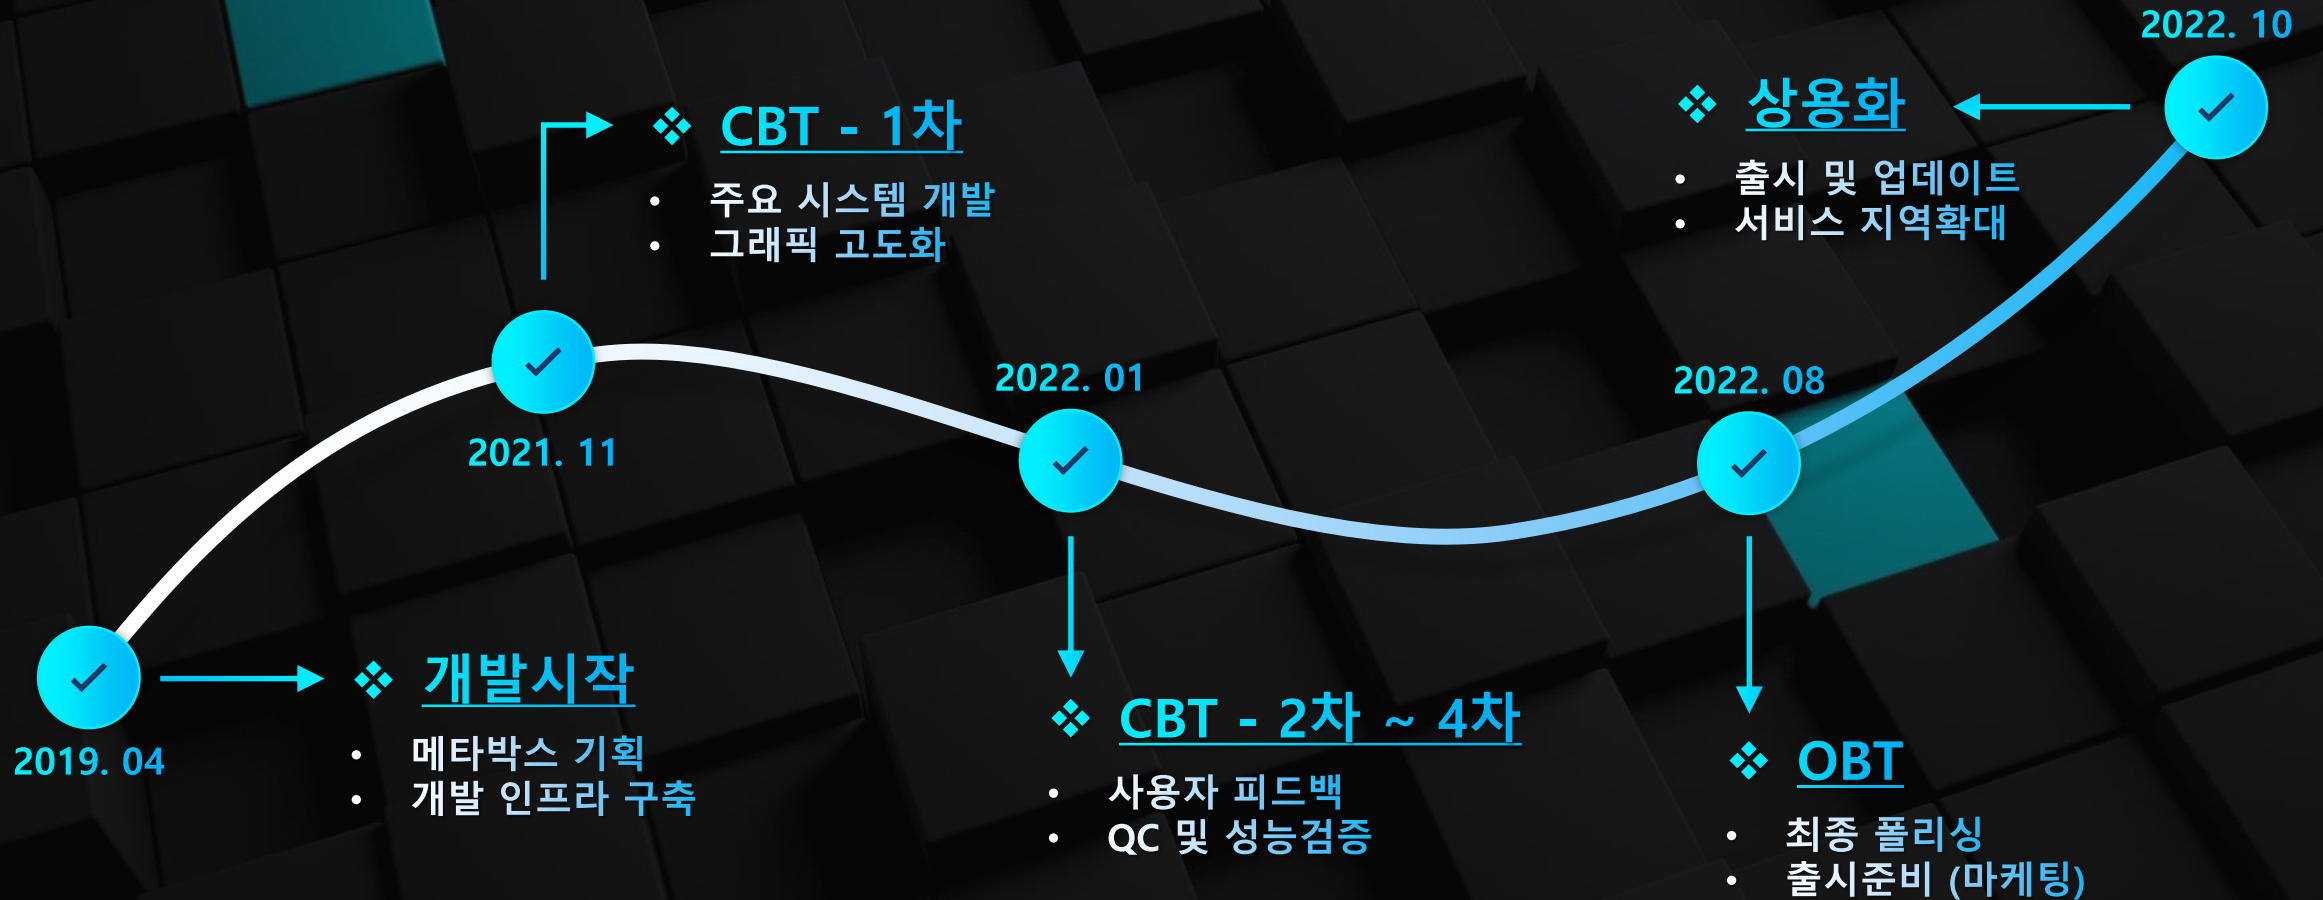 2019. 04
❖ 개발시작
• 메타박스 기획
• 개발 인프라 구축
2021. 11
❖ CBT - 1차
• 주요 시스템 개발
• 그래픽 고도화
2022. 01
❖ CBT - 2차 ~ 4차
• 사용자 피드백
• QC 및 성능검증
2022. 08
❖ OBT
• 최종 폴리싱
• 출시준비 (마케팅)
2022. 10
❖ 상용화
• 출시 및 업데이트
• 서비스 지역확대